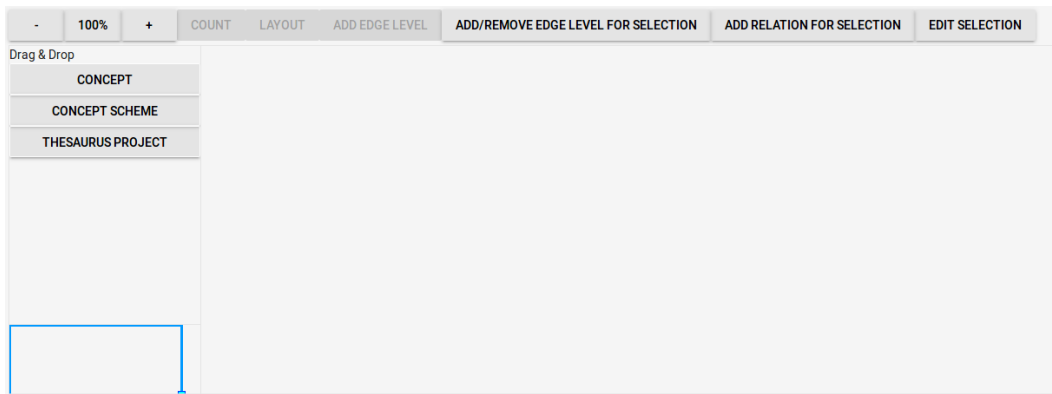 - 100% + COUNT LAYOUT ADD EDGE LEVEL ADD/REMOVE EDGE LEVEL FOR SELECTION ADD RELATION FOR SELECTION EDIT SELECTION
Drag & Drop
CONCEPT
CONCEPT SCHEME
THESAURUS PROJECT